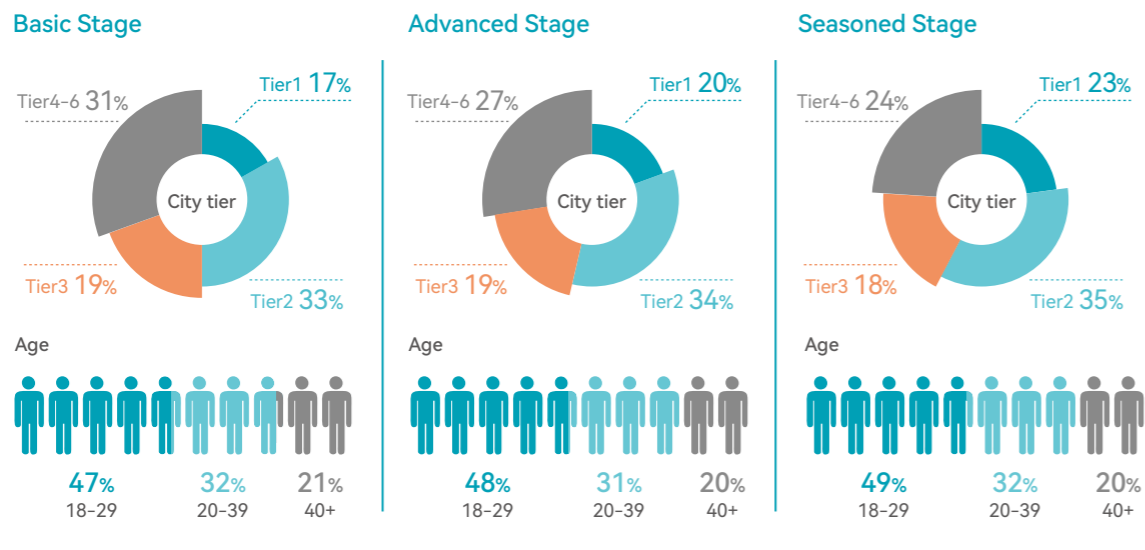 Basic Stage
Tier1 17%
Tier4-6 31%
City tier
Tier3 19%
Tier2 33%
Age
47%
32%
21%
18-29
20-39
40+
Advanced Stage
Tier1 20%
Tier4-6 27%
City tier
Tier3 19%
Tier2 34%
Age
48%
31%
20%
18-29
20-39
40+
Seasoned Stage
Tier1 23%
Tier4-6 24%
City tier
Tier3 18%
Tier2 35%
Age
49%
32%
20%
18-29
20-39
40+